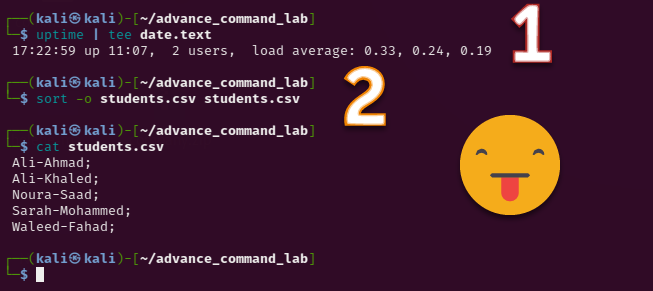 ┌──(kali㉿kali)-[~/advance_command_lab]
└─$ uptime | tee date.text
17:22:59 up 11:07,  2 users,  load average: 0.33, 0.24, 0.19
1
┌──(kali㉿kali)-[~/advance_command_lab]
└─$ sort -o students.csv students.csv
2
┌──(kali㉿kali)-[~/advance_command_lab]
└─$ cat students.csv
Ali-Ahmad;
Ali-Khaled;
Noura-Saad;
Sarah-Mohammed;
Waleed-Fahad;
┌──(kali㉿kali)-[~/advance_command_lab]
└─$